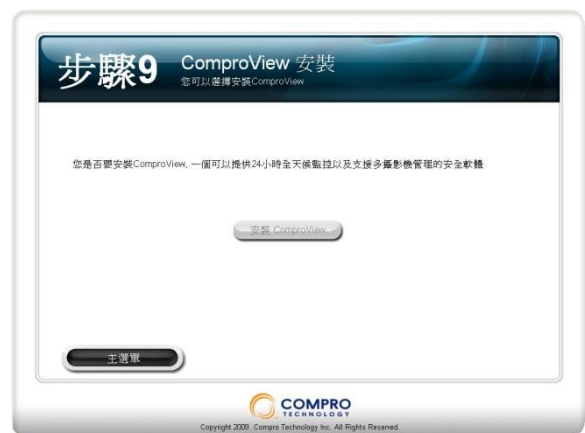 步驟9
ComproView 安裝
您可以選擇安裝ComproView
您是否要安裝ComproView, 一個可以提供24小時全天候監控以及支援多攝影機管理的安全軟體
安裝 ComproView
主選單
COMPRO
TECHNOLOGY
Copyright 2009. Compro Technology Inc. All Rights Reserved.